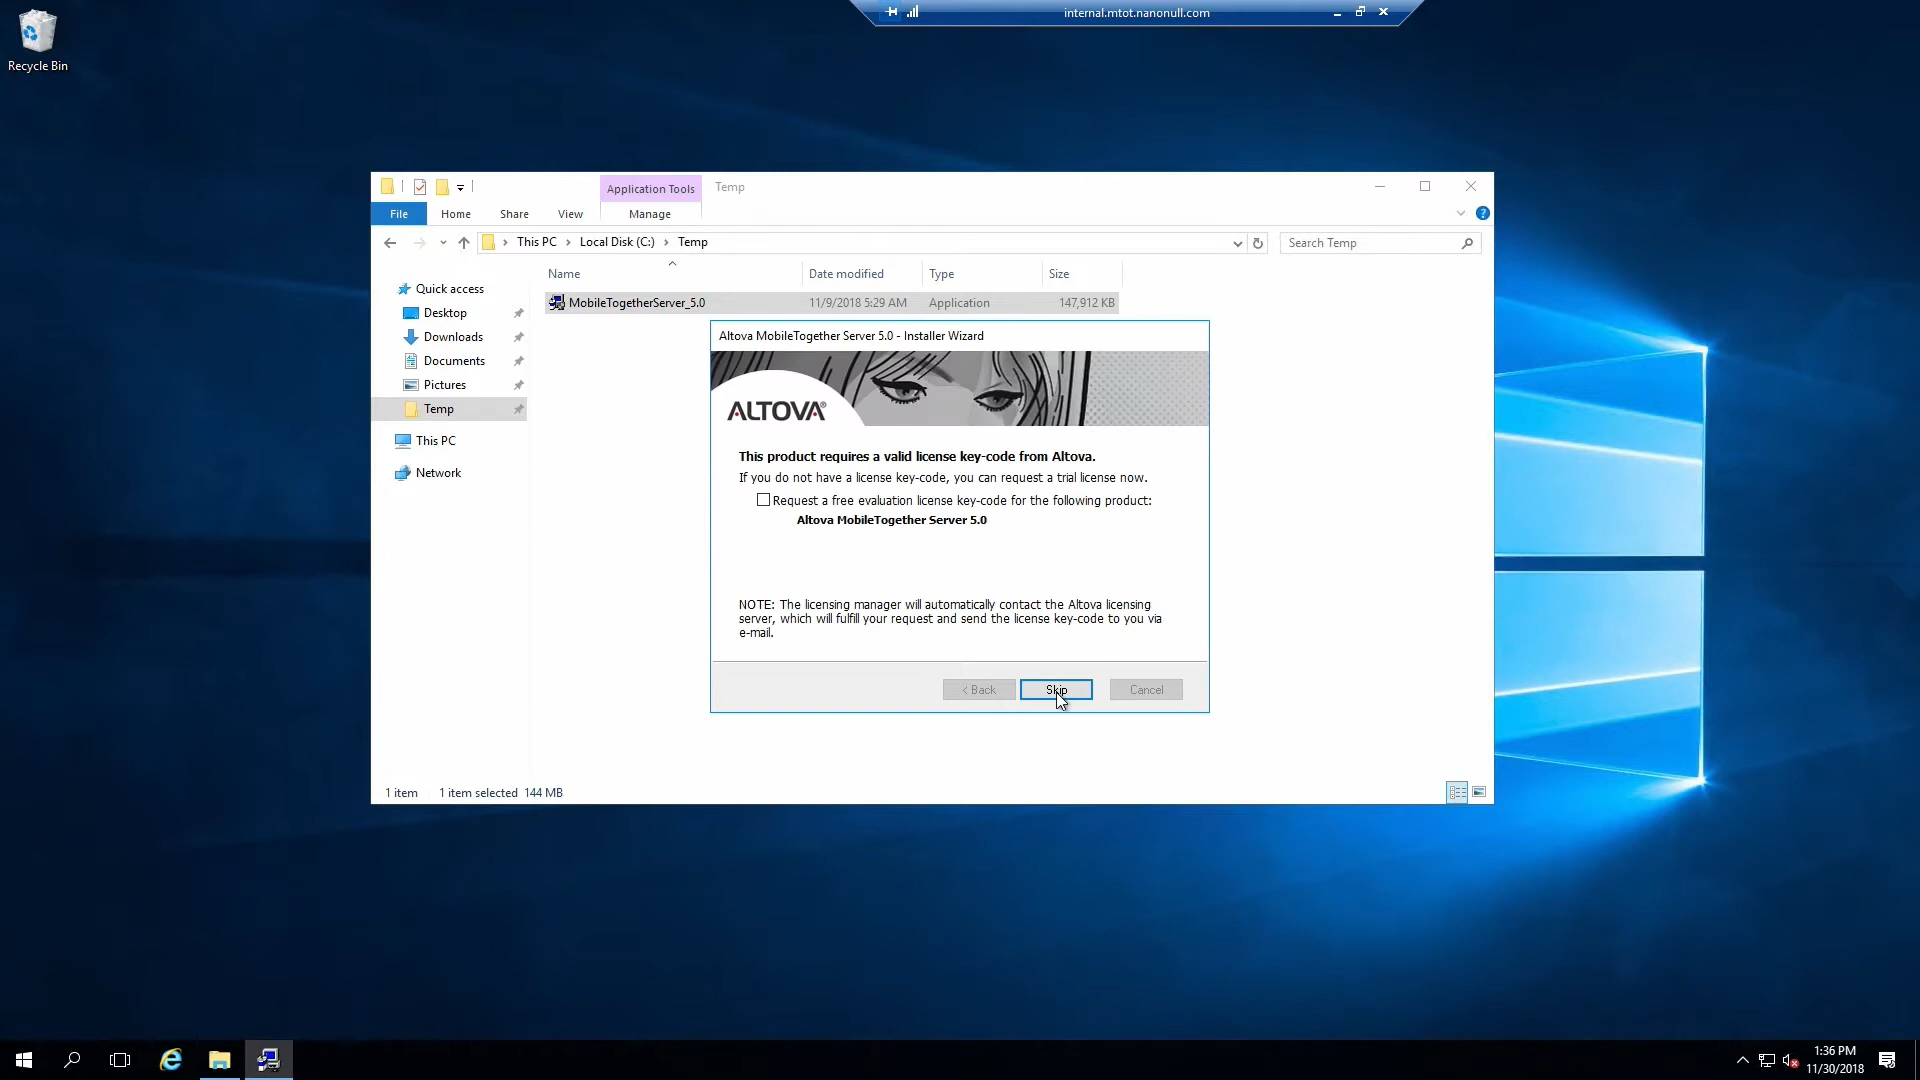 internal.mtot.nanonull.com
Recycle Bin
Application Tools
Temp
File
Home
Share
View
Manage
This PC
Local Disk (C:)
Temp
Search Temp
Name
Date modified
Type
Size
MobileTogetherServer_5.0
11/9/2018 5:29 AM
Application
147,912 KB
Quick access
Desktop
Downloads
Documents
Pictures
Temp
This PC
Network
Altova MobileTogether Server 5.0 - Installer Wizard
ALTOVA®
This product requires a valid license key-code from Altova.
If you do not have a license key-code, you can request a trial license now.
Request a free evaluation license key-code for the following product:
Altova MobileTogether Server 5.0
NOTE: The licensing manager will automatically contact the Altova licensing
server, which will fulfill your request and send the license key-code to you via
e-mail.
< Back
Skip
Cancel
1 item
1 item selected 144 MB
1:36 PM
11/30/2018